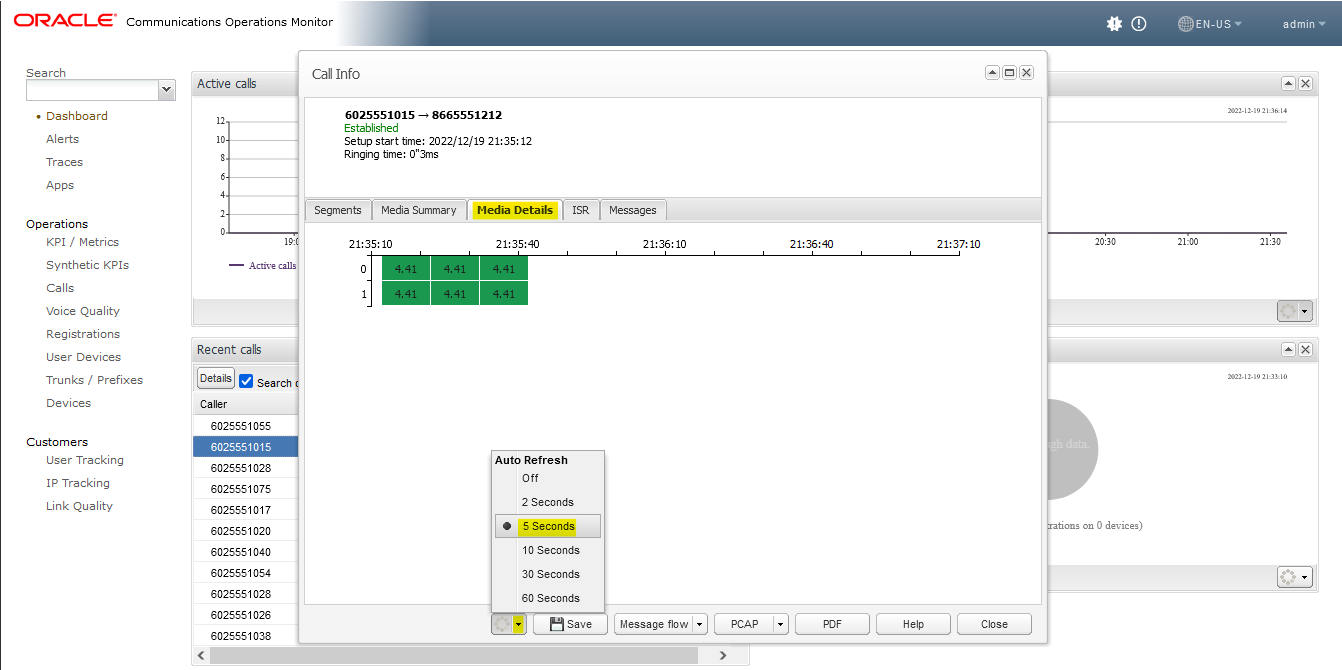 ORACLE® Communications Operations Monitor
EN-US
admin
Search
Dashboard
Alerts
Traces
Apps
Operations
KPI / Metrics
Synthetic KPIs
Calls
Voice Quality
Registrations
User Devices
Trunks / Prefixes
Devices
Customers
User Tracking
IP Tracking
Link Quality
Active calls
12
10
8
6
4
2
0
Active calls
2022-12-19 21:36:14
20:30 21:00 21:30
Recent calls
Details Search
Caller
6025551055
6025551015
6025551028
6025551075
6025551017
6025551020
6025551040
6025551054
6025551028
6025551026
6025551038
2022-12-19 21:33:10
data.
on 0 devices)
Call Info
6025551015 → 8665551212
Established
Setup start time: 2022/12/19 21:35:12
Ringing time: 0"3ms
Segments Media Summary Media Details ISR Messages
21:35:10 21:35:40 21:36:10 21:36:40 21:37:10
0 4.41 4.41 4.41
1 4.41 4.41 4.41
Auto Refresh
Off
2 Seconds
5 Seconds
10 Seconds
30 Seconds
60 Seconds
Save Message flow PCAP PDF Help Close